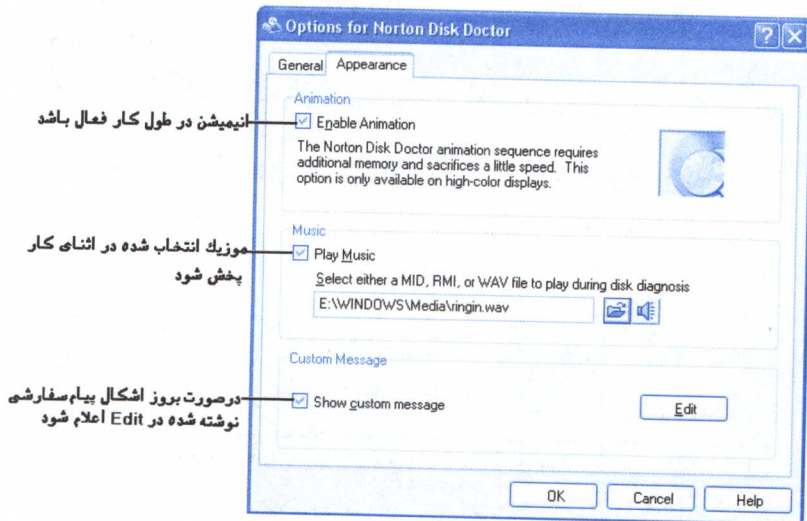 Options for Norton Disk Doctor
General Appearance
Animation
انیمیشن در طول کار فعال باشد
Enable Animation
The Norton Disk Doctor animation sequence requires
additional memory and sacrifices a little speed. This
option is only available on high-color displays.
Music
موزیك انتخاب شده در اثنای کار
پخش شود
Play Music
Select either a MID, RMI, or WAV file to play during disk diagnosis
E:\WINDOWS\Media\ringin.wav
Custom Message
درصورت بروز اشکال پیام سفارشی
نوشته شده در Edit اعلام شود
Show custom message
Edit
OK Cancel Help